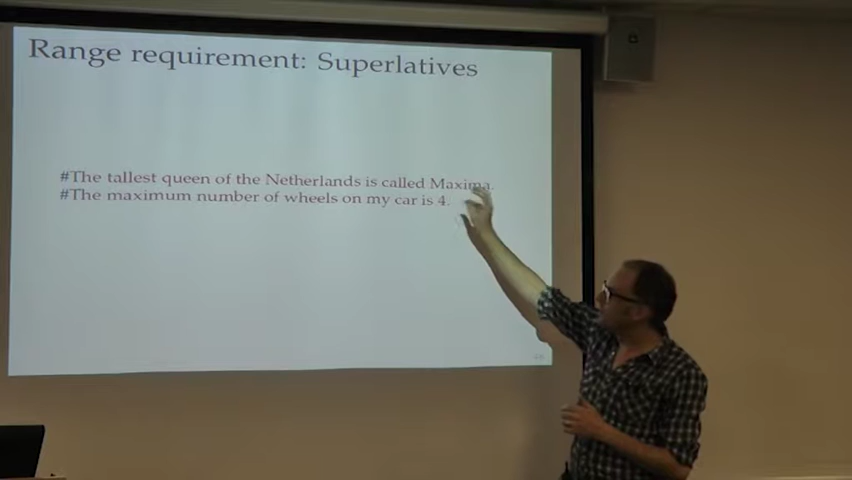 Range requirement: Superlatives
#The tallest queen of the Netherlands is called Maxima.
#The maximum number of wheels on my car is 4.